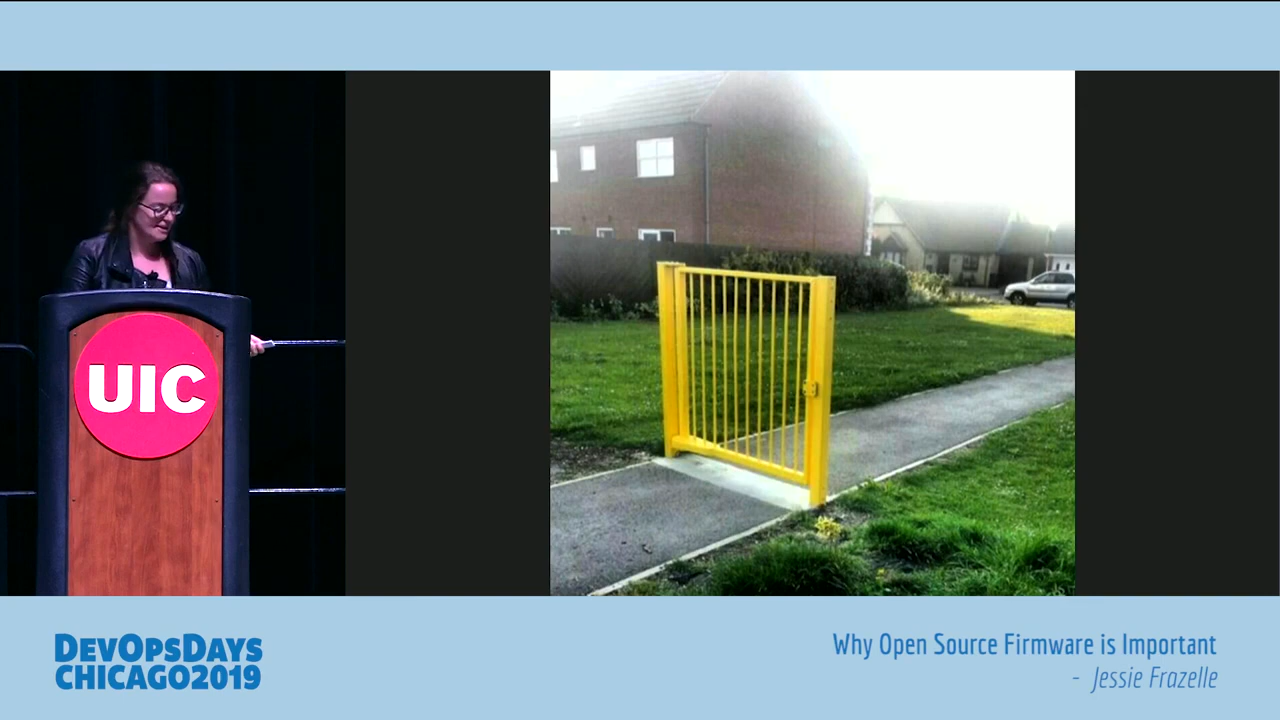 UIC
DEVOPSDAYS
CHICAGO2019
Why Open Source Firmware is Important
- Jessie Frazelle